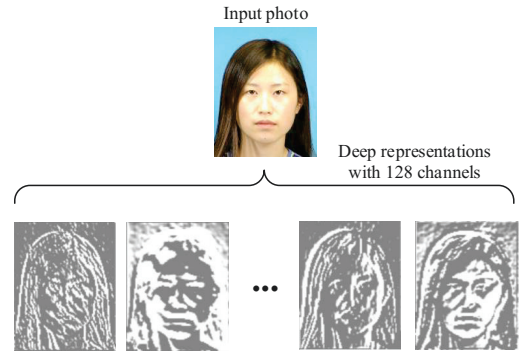 Input photo
Deep representations
with 128 channels
•••